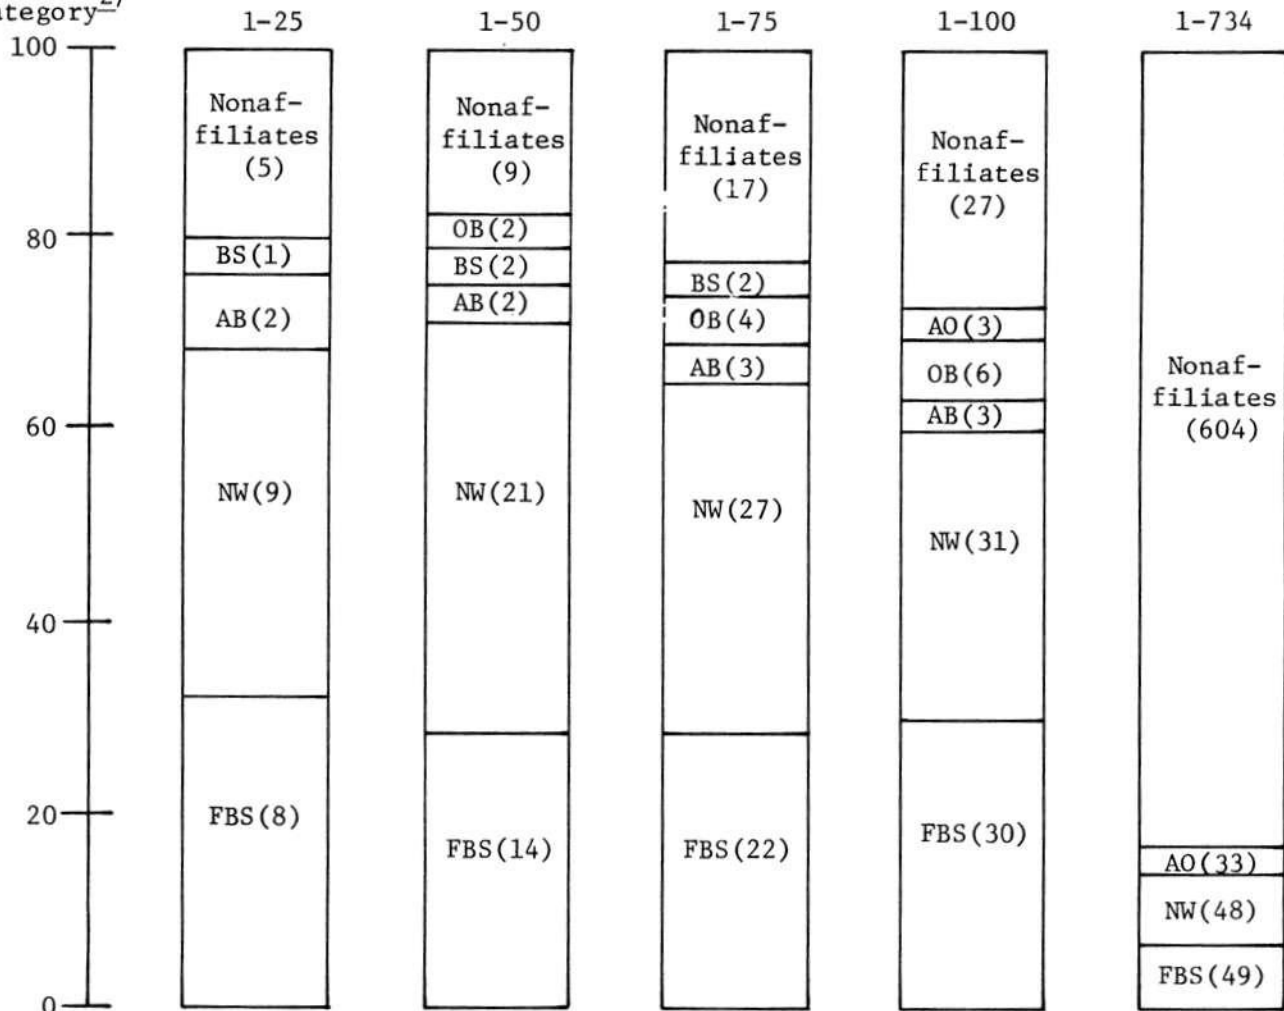 ategory 2/
1-25
1-50
1-75
1-100
1-734
100
80
60
40
20
0
Nonaf-
filiates
(5)
BS(1)
AB(2)
NW(9)
FBS(8)
Nonaf-
filiates
(9)
OB(2)
BS(2)
AB(2)
NW(21)
FBS(14)
Nonaf-
filiates
(17)
BS(2)
OB(4)
AB(3)
NW(27)
FBS(22)
Nonaf-
filiates
(27)
AO(3)
OB(6)
AB(3)
NW(31)
FBS(30)
Nonaf-
filiates
(604)
AO(33)
NW(48)
FBS(49)